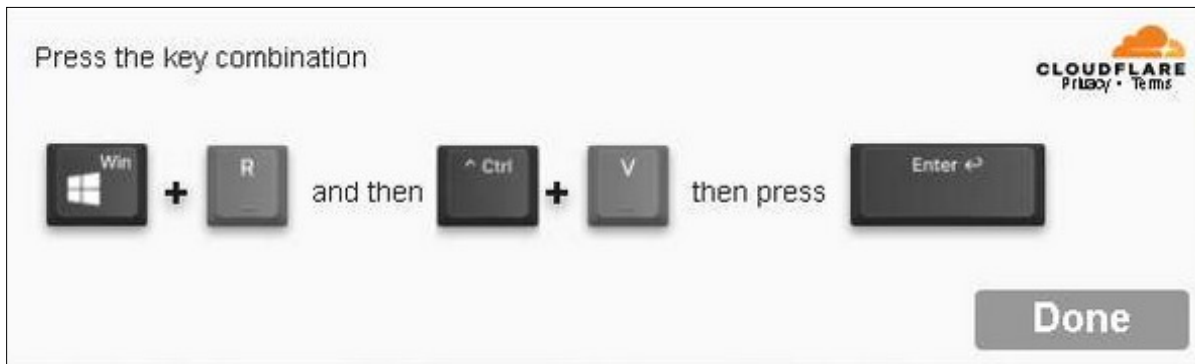 Press the key combination
CLOUDFLARE
Privacy • Terms
Win + R and then ^ Ctrl + V then press Enter ↵
Done